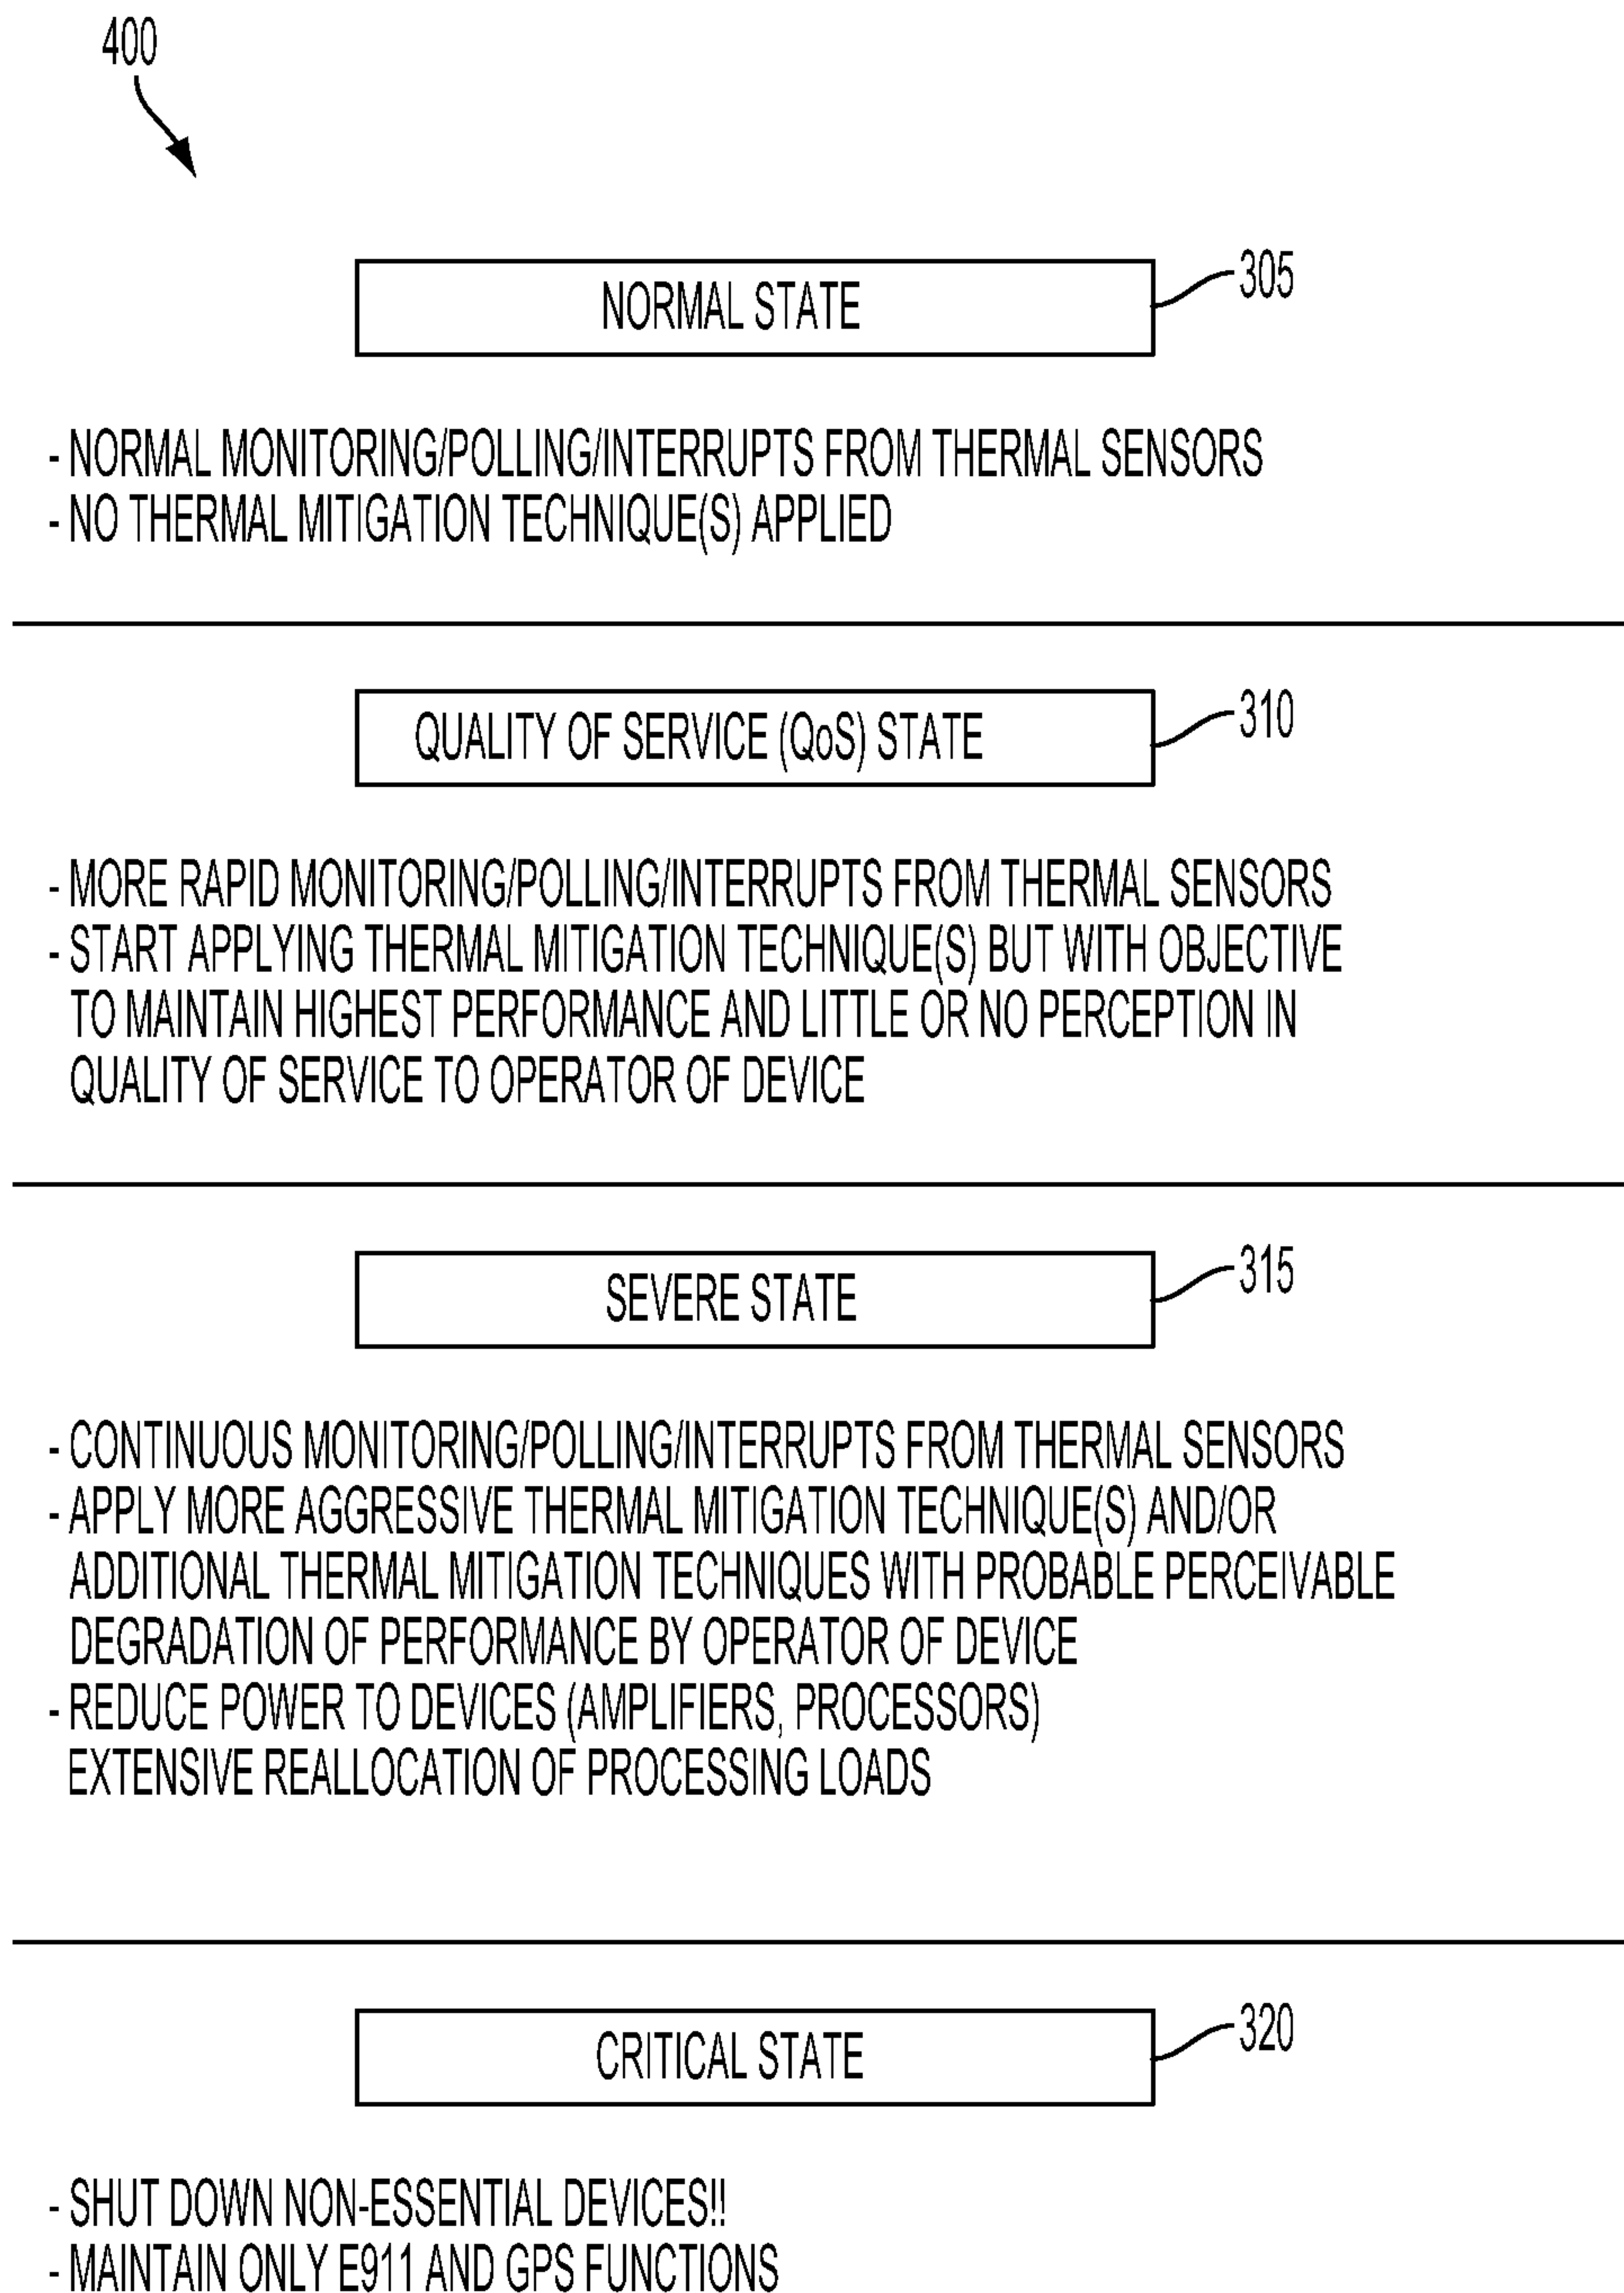 400
NORMAL STATE
305
- NORMAL MONITORING/POLLING/INTERRUPTS FROM THERMAL SENSORS
- NO THERMAL MITIGATION TECHNIQUE(S) APPLIED
QUALITY OF SERVICE (QoS) STATE
310
- MORE RAPID MONITORING/POLLING/INTERRUPTS FROM THERMAL SENSORS
- START APPLYING THERMAL MITIGATION TECHNIQUE(S) BUT WITH OBJECTIVE
TO MAINTAIN HIGHEST PERFORMANCE AND LITTLE OR NO PERCEPTION IN
QUALITY OF SERVICE TO OPERATOR OF DEVICE
SEVERE STATE
315
- CONTINUOUS MONITORING/POLLING/INTERRUPTS FROM THERMAL SENSORS
- APPLY MORE AGGRESSIVE THERMAL MITIGATION TECHNIQUE(S) AND/OR
ADDITIONAL THERMAL MITIGATION TECHNIQUES WITH PROBABLE PERCEIVABLE
DEGRADATION OF PERFORMANCE BY OPERATOR OF DEVICE
- REDUCE POWER TO DEVICES (AMPLIFIERS, PROCESSORS)
EXTENSIVE REALLOCATION OF PROCESSING LOADS
CRITICAL STATE
320
- SHUT DOWN NON-ESSENTIAL DEVICES!!
- MAINTAIN ONLY E911 AND GPS FUNCTIONS